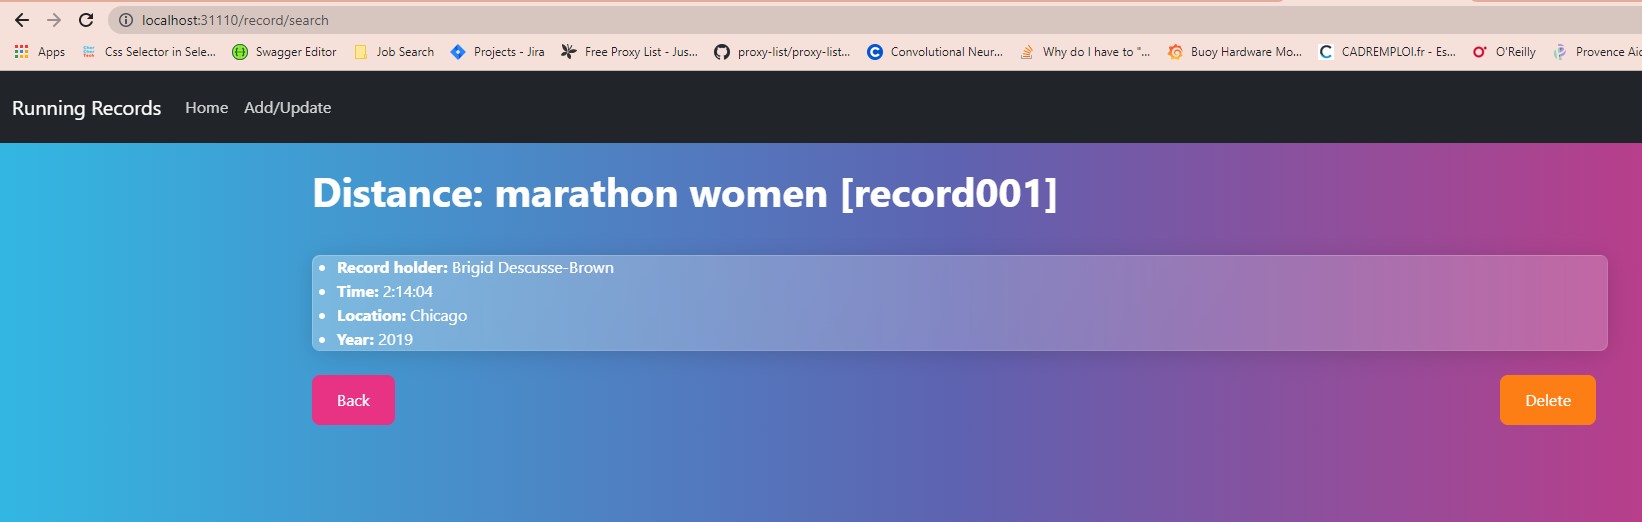 localhost:31110/record/search
Apps Css Selector in Sele... Swagger Editor Job Search Projects - Jira Free Proxy List - Jus... proxy-list/proxy-list... Convolutional Neur... Why do I have to "... Buoy Hardware Mo... CADREMPLOI.fr - Es... O'Reilly Provence Aic
Running Records Home Add/Update
Distance: marathon women [record001]
Record holder: Brigid Descusse-Brown
Time: 2:14:04
Location: Chicago
Year: 2019
Back Delete